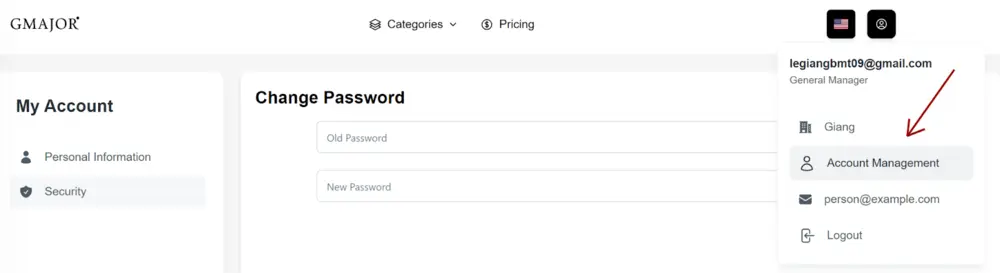 GMAJOR
Categories
Pricing
legiangbmt09@gmail.com
General Manager
Giang
Account Management
person@example.com
Logout
My Account
Personal Information
Security
Change Password
Old Password
New Password